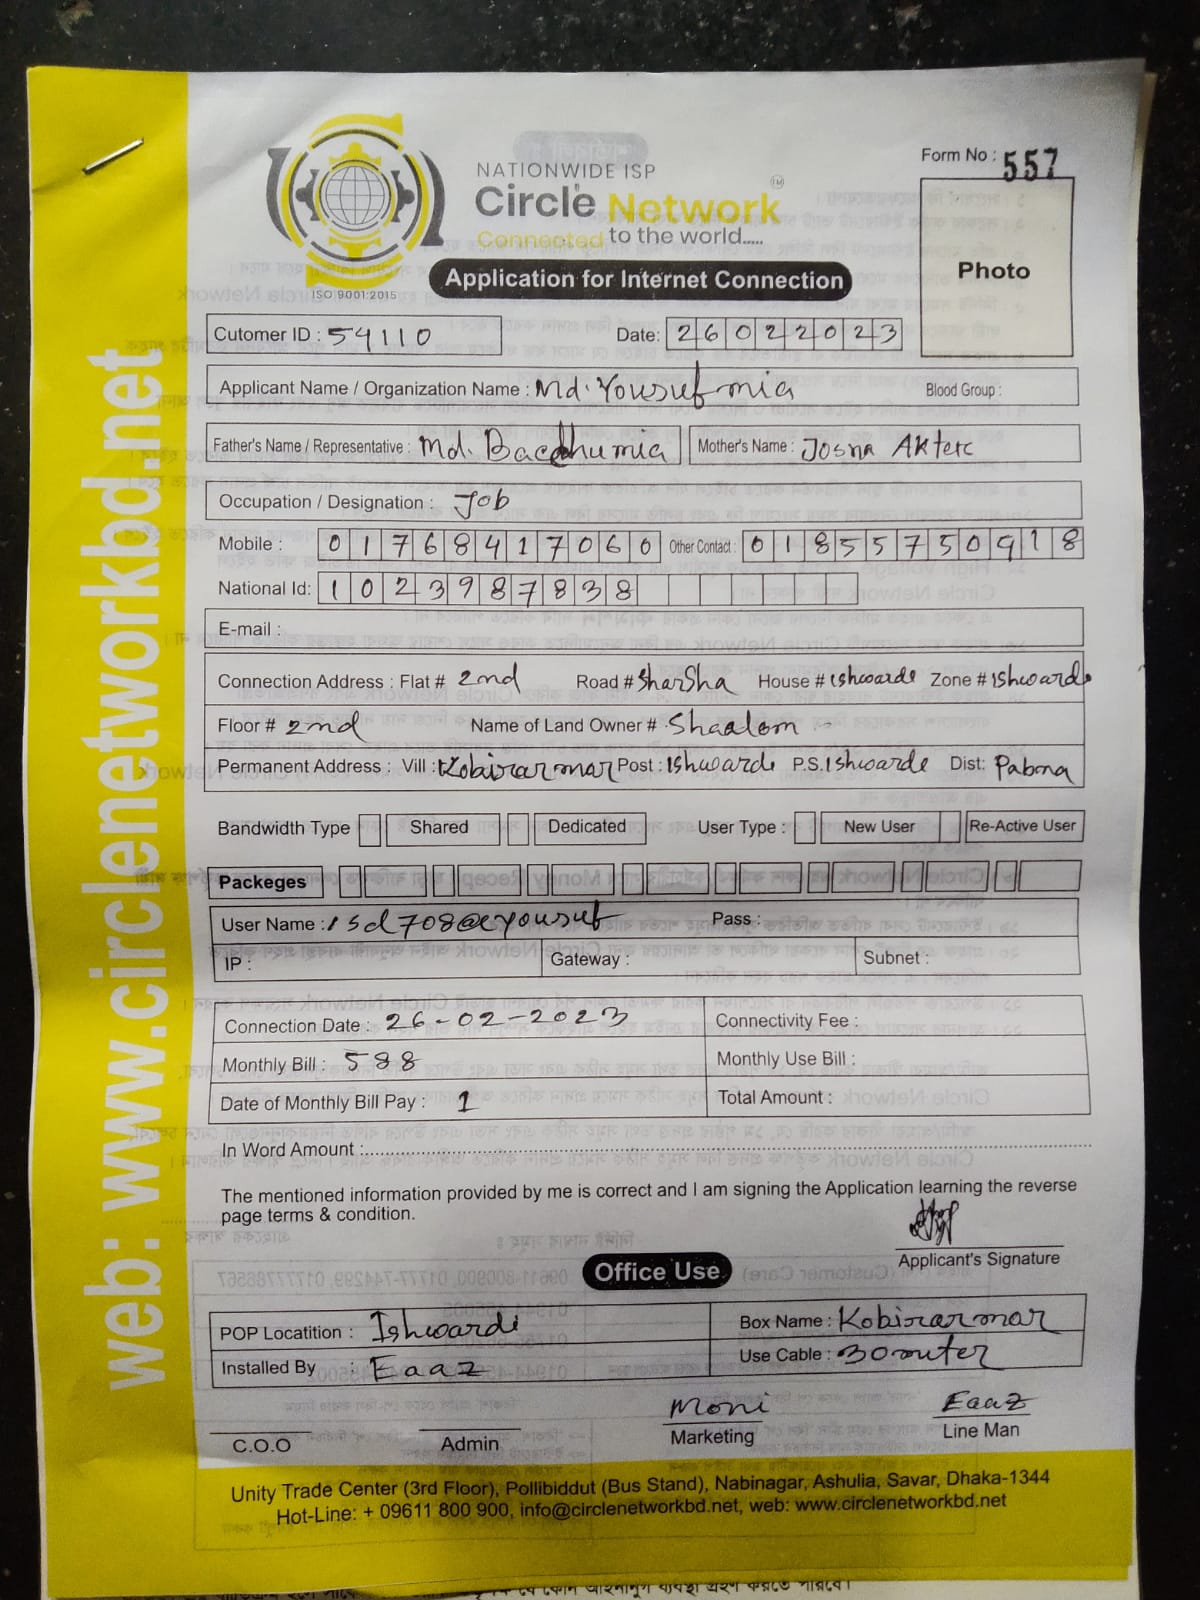 Form No : 557
NATIONWIDE ISP
Circle Network TM
Connected to the world.....
ISO 9001:2015
Application for Internet Connection
Photo
Cutomer ID : 54110 Date: 26022023
Applicant Name / Organization Name : Md. Yousuf mia Blood Group :
Father's Name / Representative : Md. Bacchumia Mother's Name : Josna Akter
Occupation / Designation : Job
Mobile : 01768417060 Other Contact : 01855750918
National Id: 1023987838
E-mail :
Connection Address : Flat # 2nd Road # Sharsha House # ishwarde Zone # Ishwarde
Floor # 2nd Name of Land Owner # Shaalom
Permanent Address : Vill : Kobirarmar Post : Ishwarde P.S. Ishwarde Dist: Pabna
Bandwidth Type Shared Dedicated User Type : New User Re-Active User
Packeges
User Name : isd708@yousuf Pass :
IP : Gateway : Subnet :
Connection Date : 26-02-2023 Connectivity Fee :
Monthly Bill : 588 Monthly Use Bill :
Date of Monthly Bill Pay : 1 Total Amount :
In Word Amount :
The mentioned information provided by me is correct and I am signing the Application learning the reverse
page terms & condition.
Applicant's Signature
Office Use
POP Locatition : Ishwardi Box Name : Kobirarmar
Installed By : Eaaz Use Cable : 30 miter
Moni Eaaz
C.O.O Admin Marketing Line Man
Unity Trade Center (3rd Floor), Pollibiddut (Bus Stand), Nabinagar, Ashulia, Savar, Dhaka-1344
Hot-Line: + 09611 800 900, info@circlenetworkbd.net, web: www.circlenetworkbd.net
web: www.circlenetworkbd.net